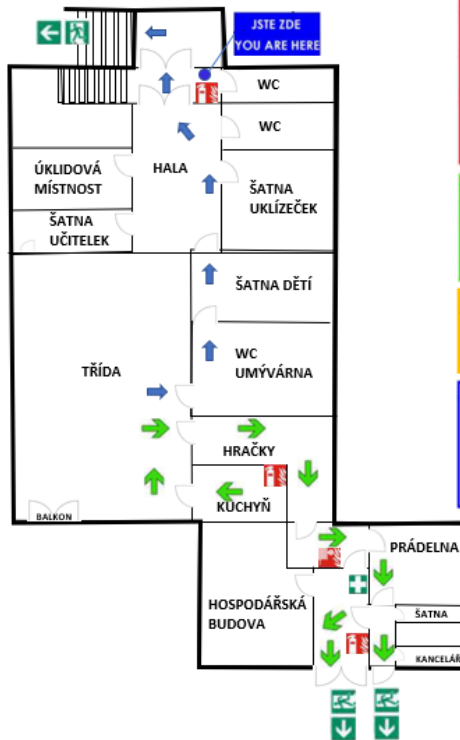 JSTE ZDE
YOU ARE HERE
WC
WC
HALA
ÚKLIDOVÁ
MÍSTNOST
ŠATNA
UKLÍZEČEK
ŠATNA
UČITELEK
ŠATNA DĚTÍ
TŘÍDA
WC
UMÝVÁRNA
HRAČKY
KUCHYŇ
BALKON
PRÁDELNA
HOSPODÁŘSKÁ
BUDOVA
ŠATNA
KANCELÁŘ